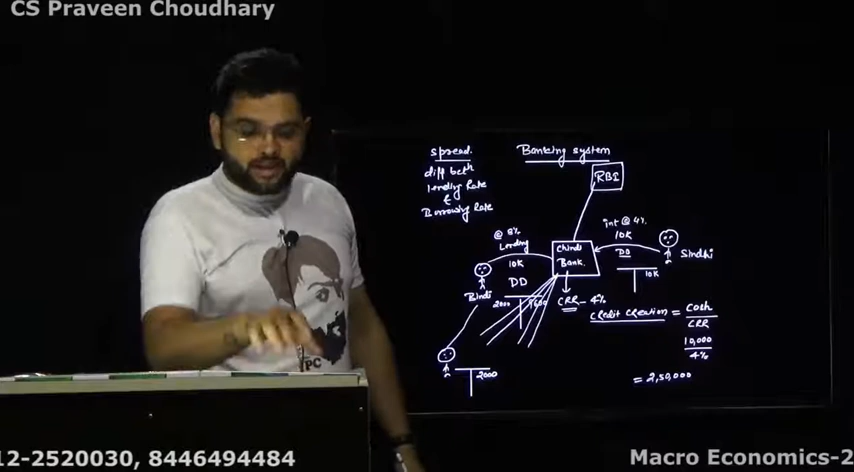 CS Praveen Choudhary
spread.
diff betn
lending Rate
&
Borrowing Rate
Banking system
RBI
@ 8%
Lending
10K
DD
2000
Bindi
2000
Chindi
Bank.
CRR - 4%
int @ 4%
10K
DD
Sindhi
10K
Credit Creation = Cash
CRR
10,000
4%
= 2,50,000
PC
12-2520030, 8446494484
Macro Economics-2